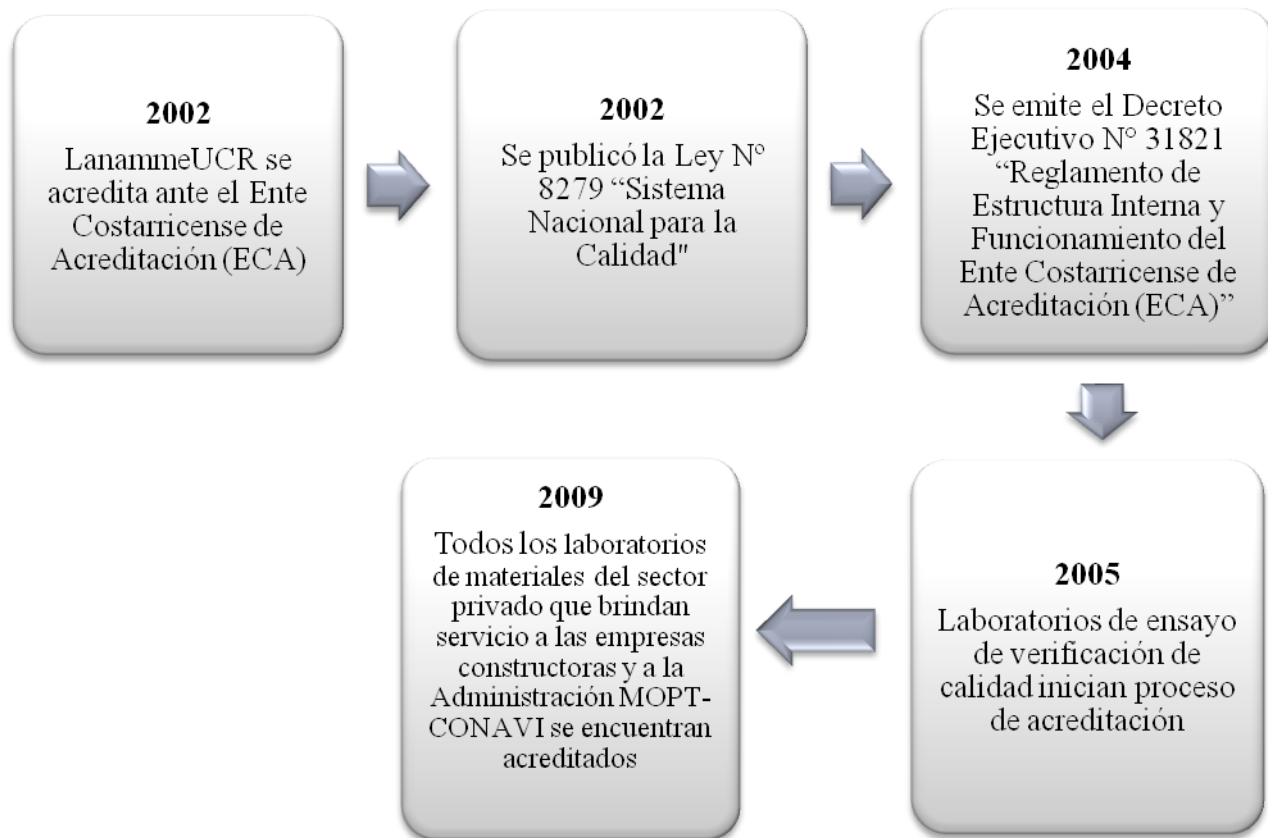 2002
LanammeUCR se
acredita ante el Ente
Costarricense de
Acreditación (ECA)
2002
Se publicó la Ley Nº
8279 “Sistema
Nacional para la
Calidad"
2004
Se emite el Decreto
Ejecutivo N° 31821
“Reglamento de
Estructura Interna y
Funcionamiento del
Ente Costarricense de
Acreditación (ECA)”
2005
Laboratorios de ensayo
de verificación de
calidad inician proceso
de acreditación
2009
Todos los laboratorios
de materiales del sector
privado que brindan
servicio a las empresas
constructoras y a la
Administración MOPT-
CONAVI se encuentran
acreditados